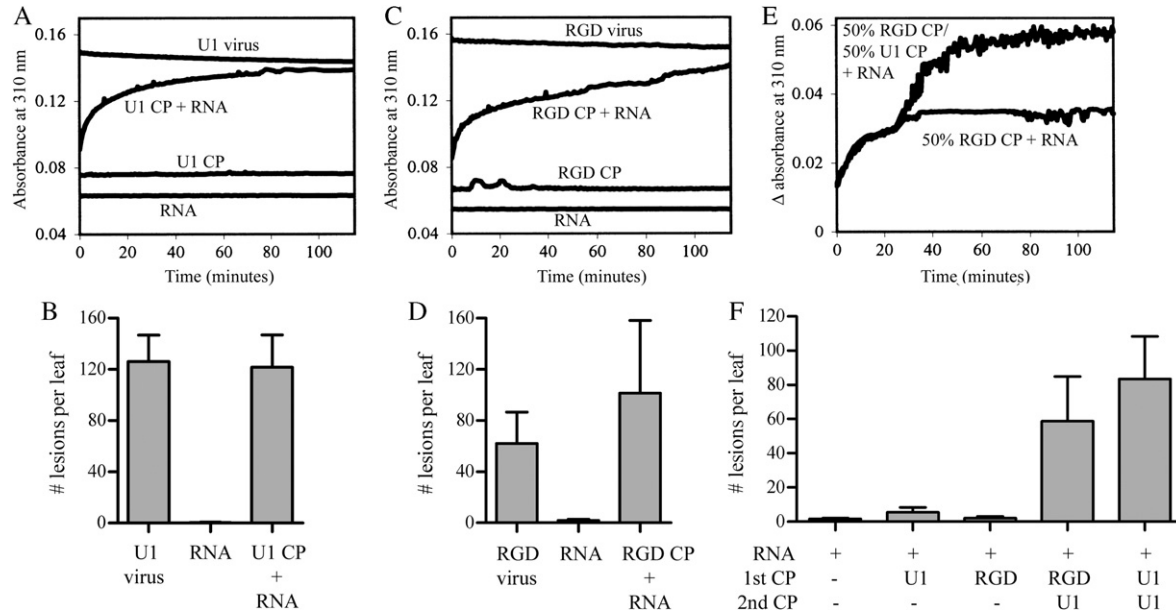 A
Absorbance at 310 nm
0.16
0.12
0.08
0.04
U1 virus
U1 CP + RNA
U1 CP
RNA
0 20 40 60 80 100
Time (minutes)
C
Absorbance at 310 nm
0.16
0.12
0.08
0.04
RGD virus
RGD CP + RNA
RGD CP
RNA
0 20 40 60 80 100
Time (minutes)
E
Δ absorbance at 310 nm
0.06
0.04
0.02
0
50% RGD CP/
50% U1 CP
+ RNA
50% RGD CP + RNA
0 20 40 60 80 100
Time (minutes)
B
# lesions per leaf
160
120
80
40
0
U1 RNA U1 CP
virus +
RNA
D
# lesions per leaf
160
120
80
40
0
RGD RNA RGD CP
virus +
RNA
F
# lesions per leaf
120
100
80
60
40
20
0
RNA + + + + +
1st CP - U1 RGD RGD U1
2nd CP - - - U1 U1